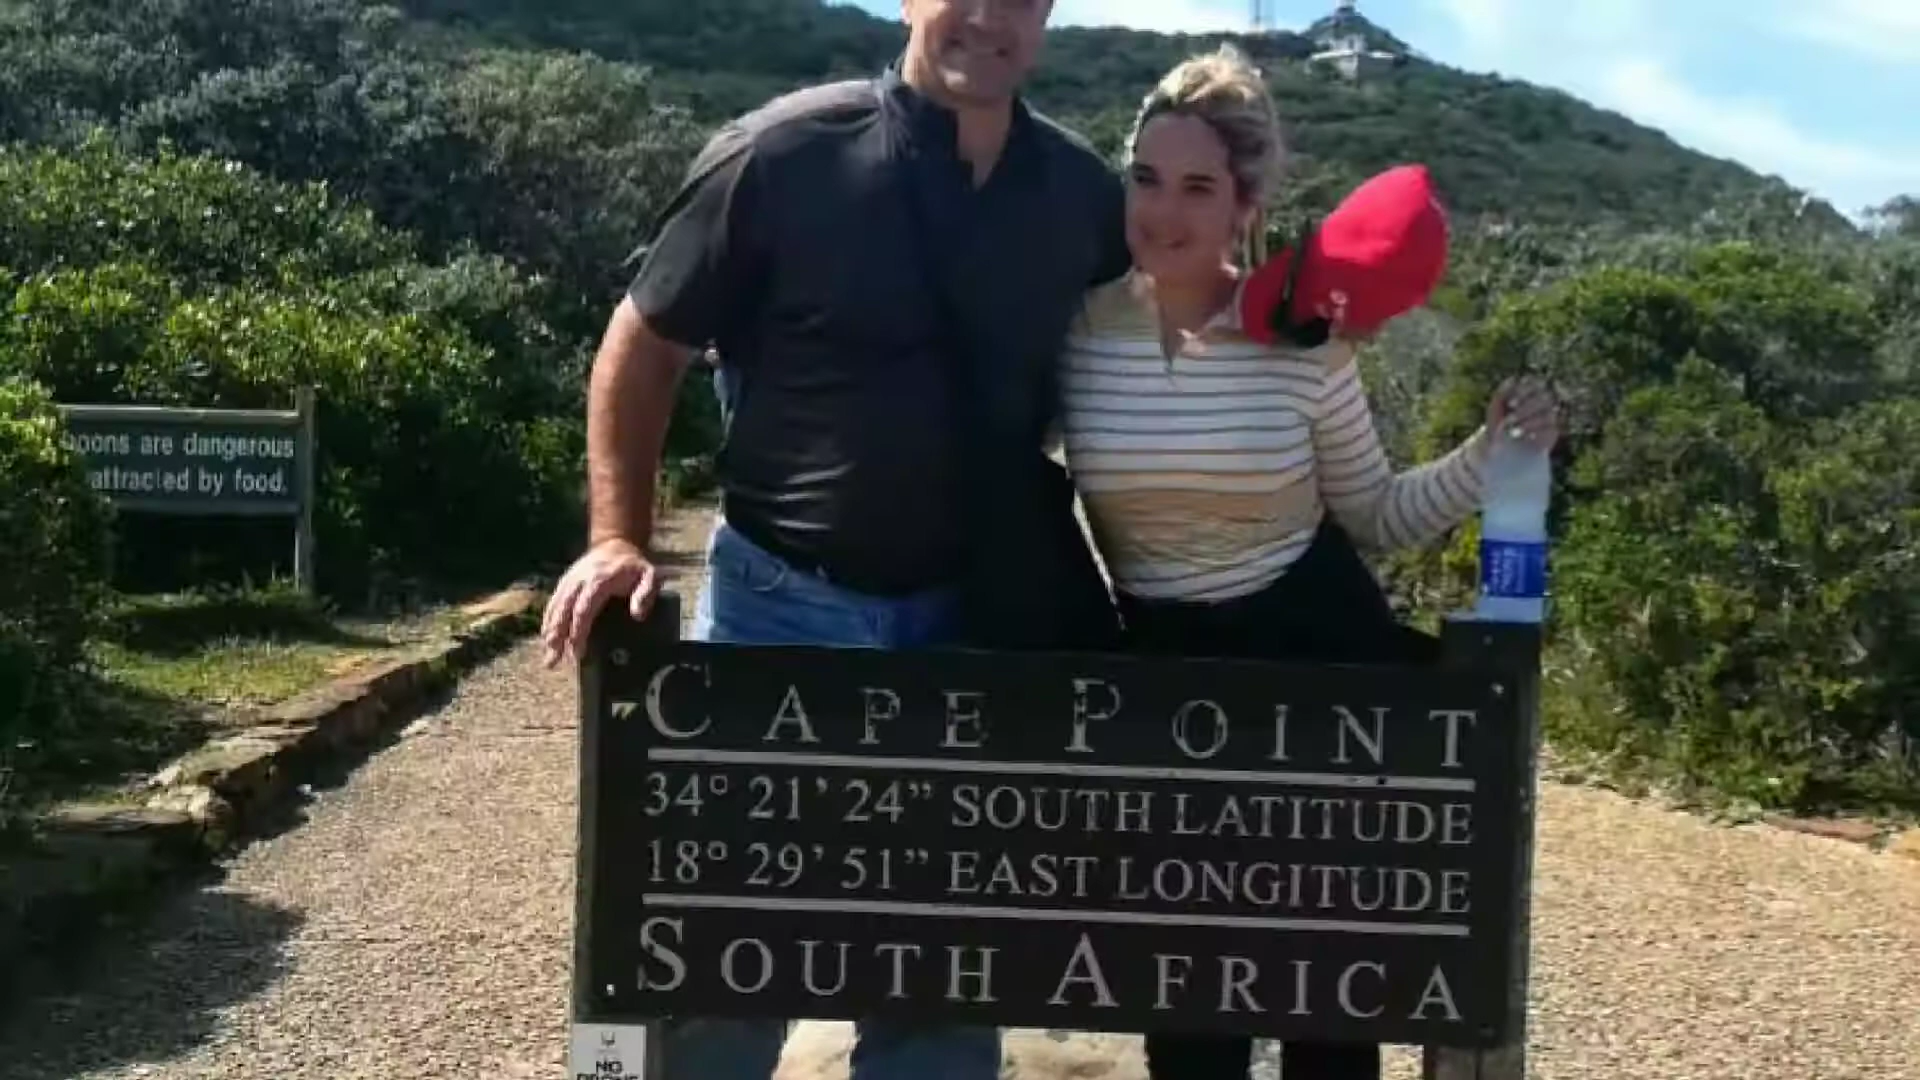 are dangerous
attracted by food.
CAPE POINT
34° 21’ 24” SOUTH LATITUDE
18° 29’ 51” EAST LONGITUDE
SOUTH AFRICA
NO